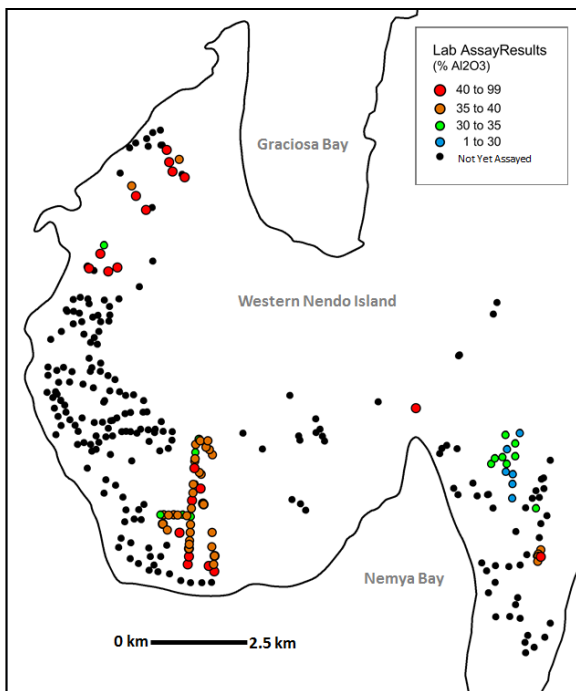 Lab AssayResults
(% Al2O3)
40 to 99
35 to 40
30 to 35
1 to 30
Not Yet Assayed
Graciosa Bay
Western Nendo Island
Nemya Bay
0 km
2.5 km